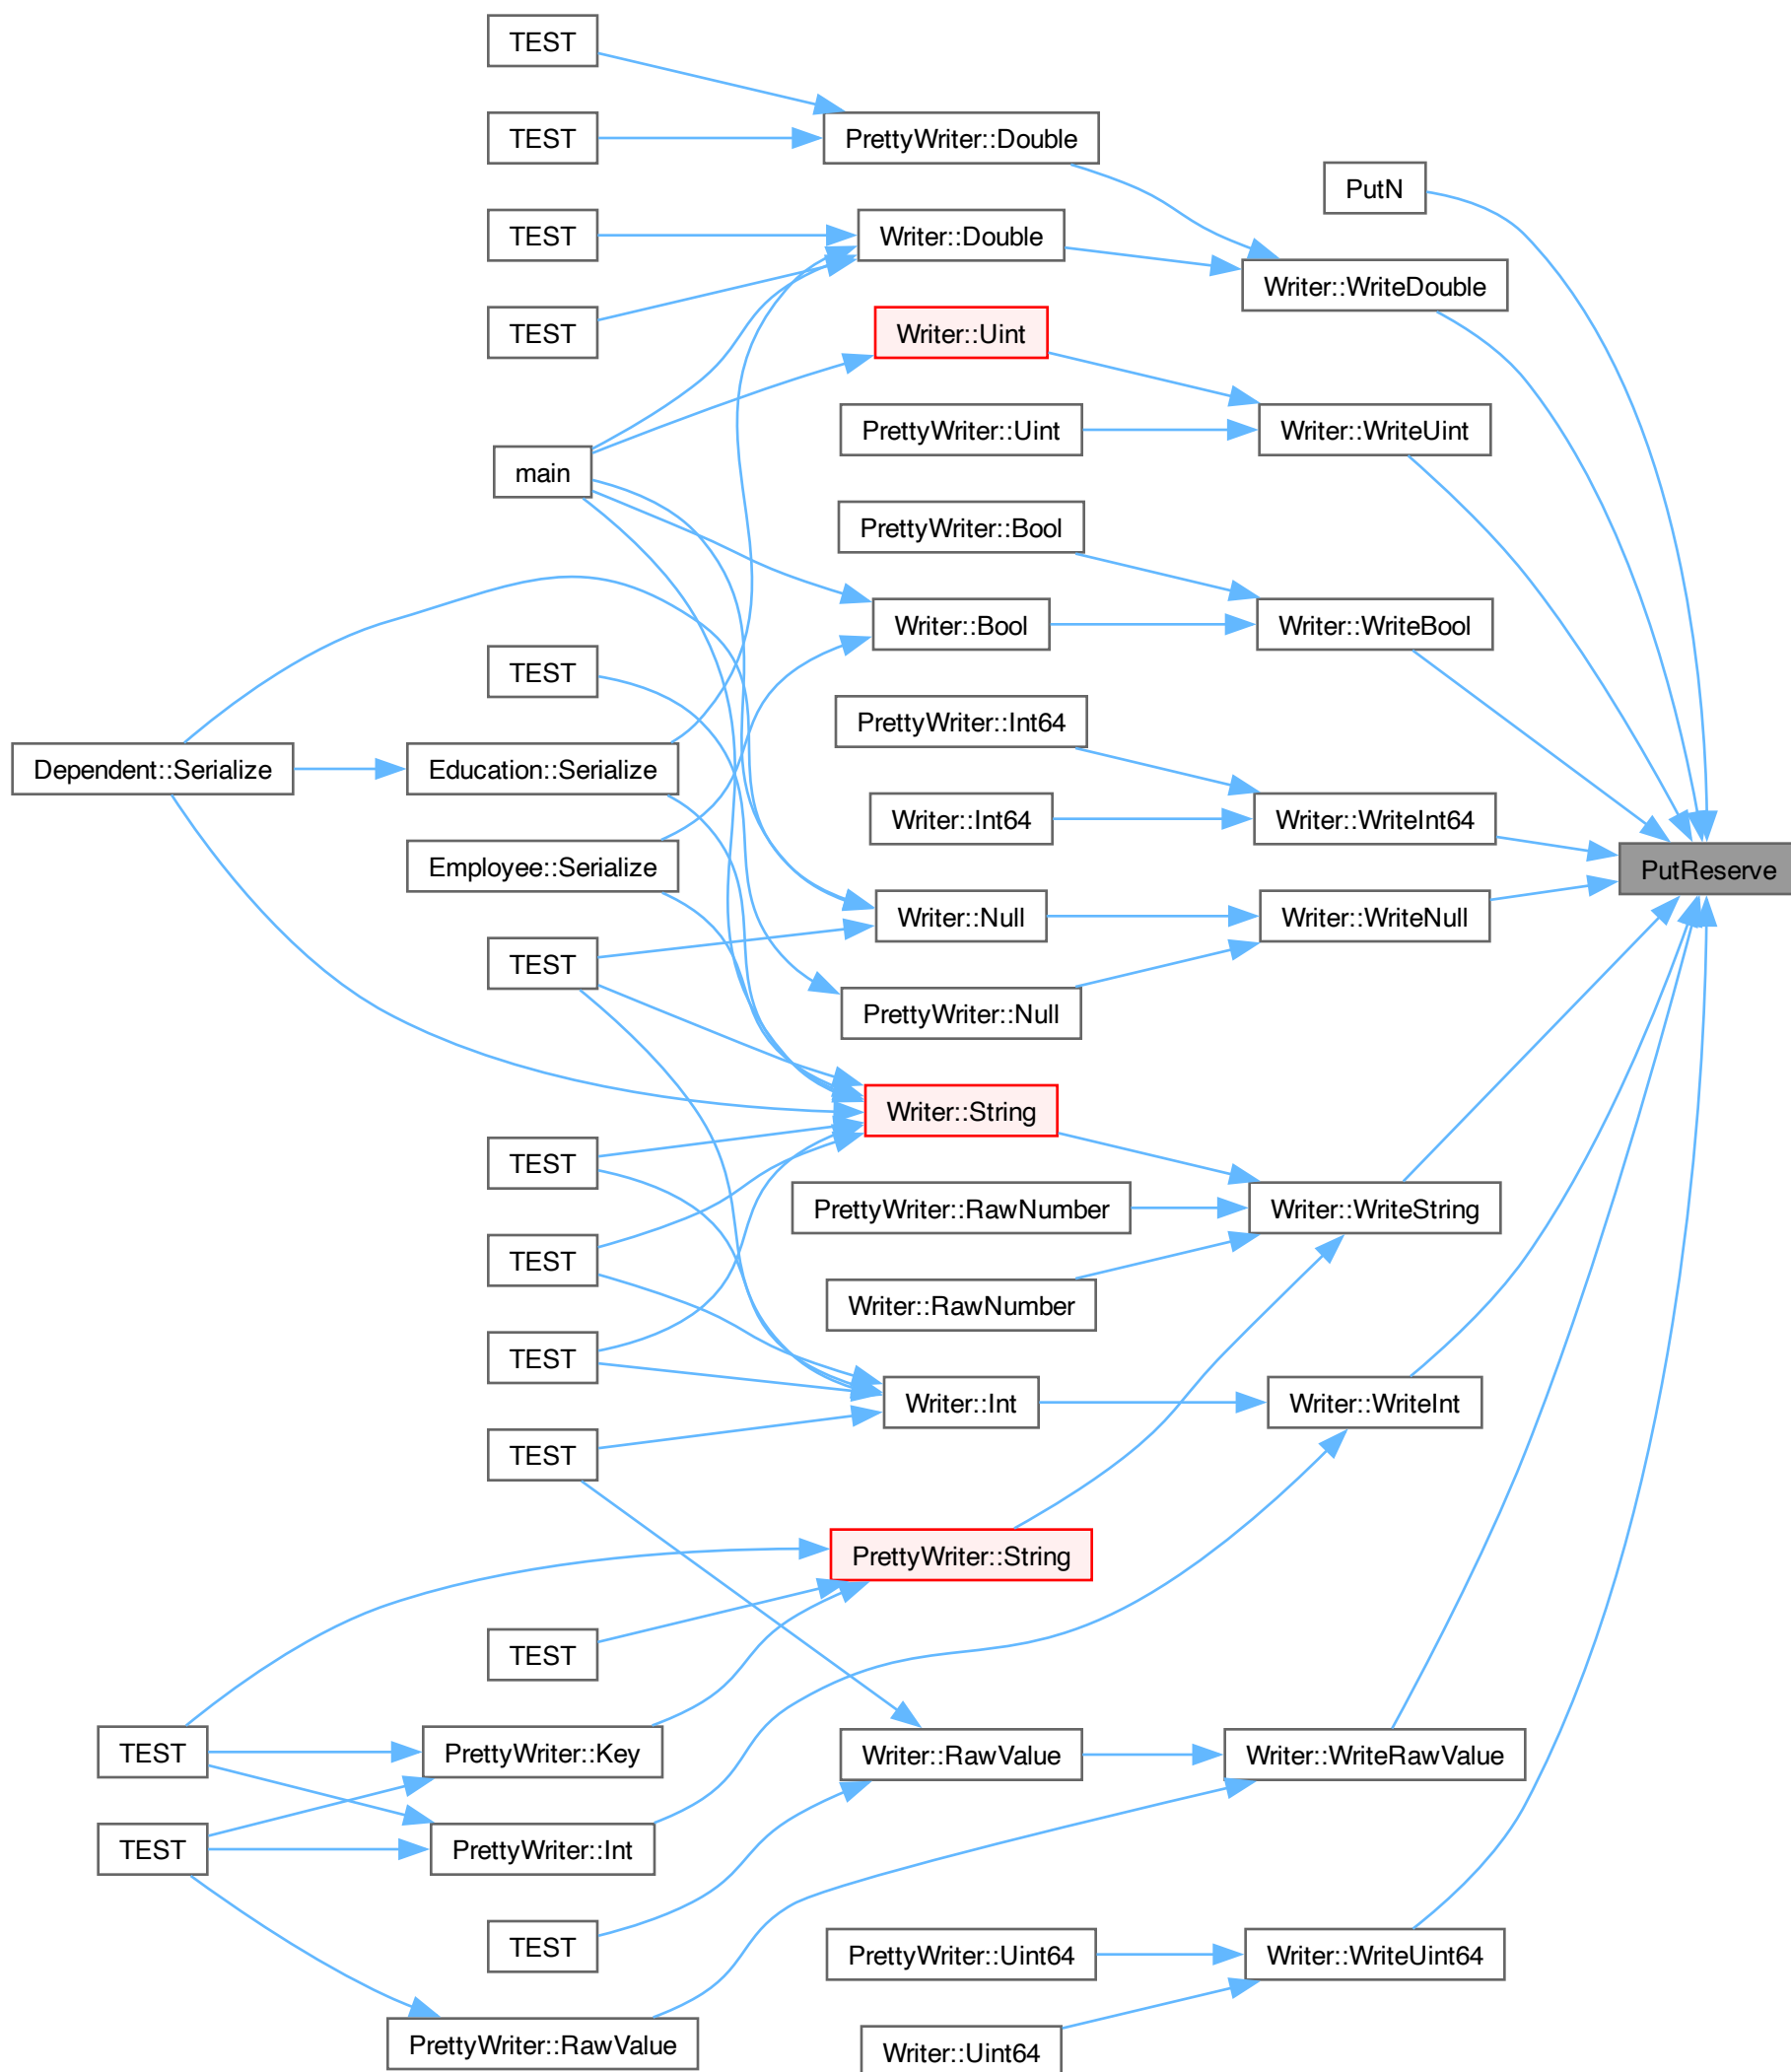 TEST
TEST
PrettyWriter::Double
PutN
TEST
Writer::Double
Writer::WriteDouble
TEST
Writer::Uint
PrettyWriter::Uint
Writer::WriteUint
main
PrettyWriter::Bool
Writer::Bool
Writer::WriteBool
TEST
PrettyWriter::Int64
Dependent::Serialize
Education::Serialize
Writer::Int64
Writer::WriteInt64
Employee::Serialize
PutReserve
Writer::Null
Writer::WriteNull
TEST
PrettyWriter::Null
Writer::String
TEST
PrettyWriter::RawNumber
Writer::WriteString
TEST
Writer::RawNumber
TEST
Writer::Int
Writer::WriteInt
TEST
PrettyWriter::String
TEST
TEST
PrettyWriter::Key
Writer::RawValue
Writer::WriteRawValue
TEST
PrettyWriter::Int
TEST
PrettyWriter::Uint64
Writer::WriteUint64
PrettyWriter::RawValue
Writer::Uint64